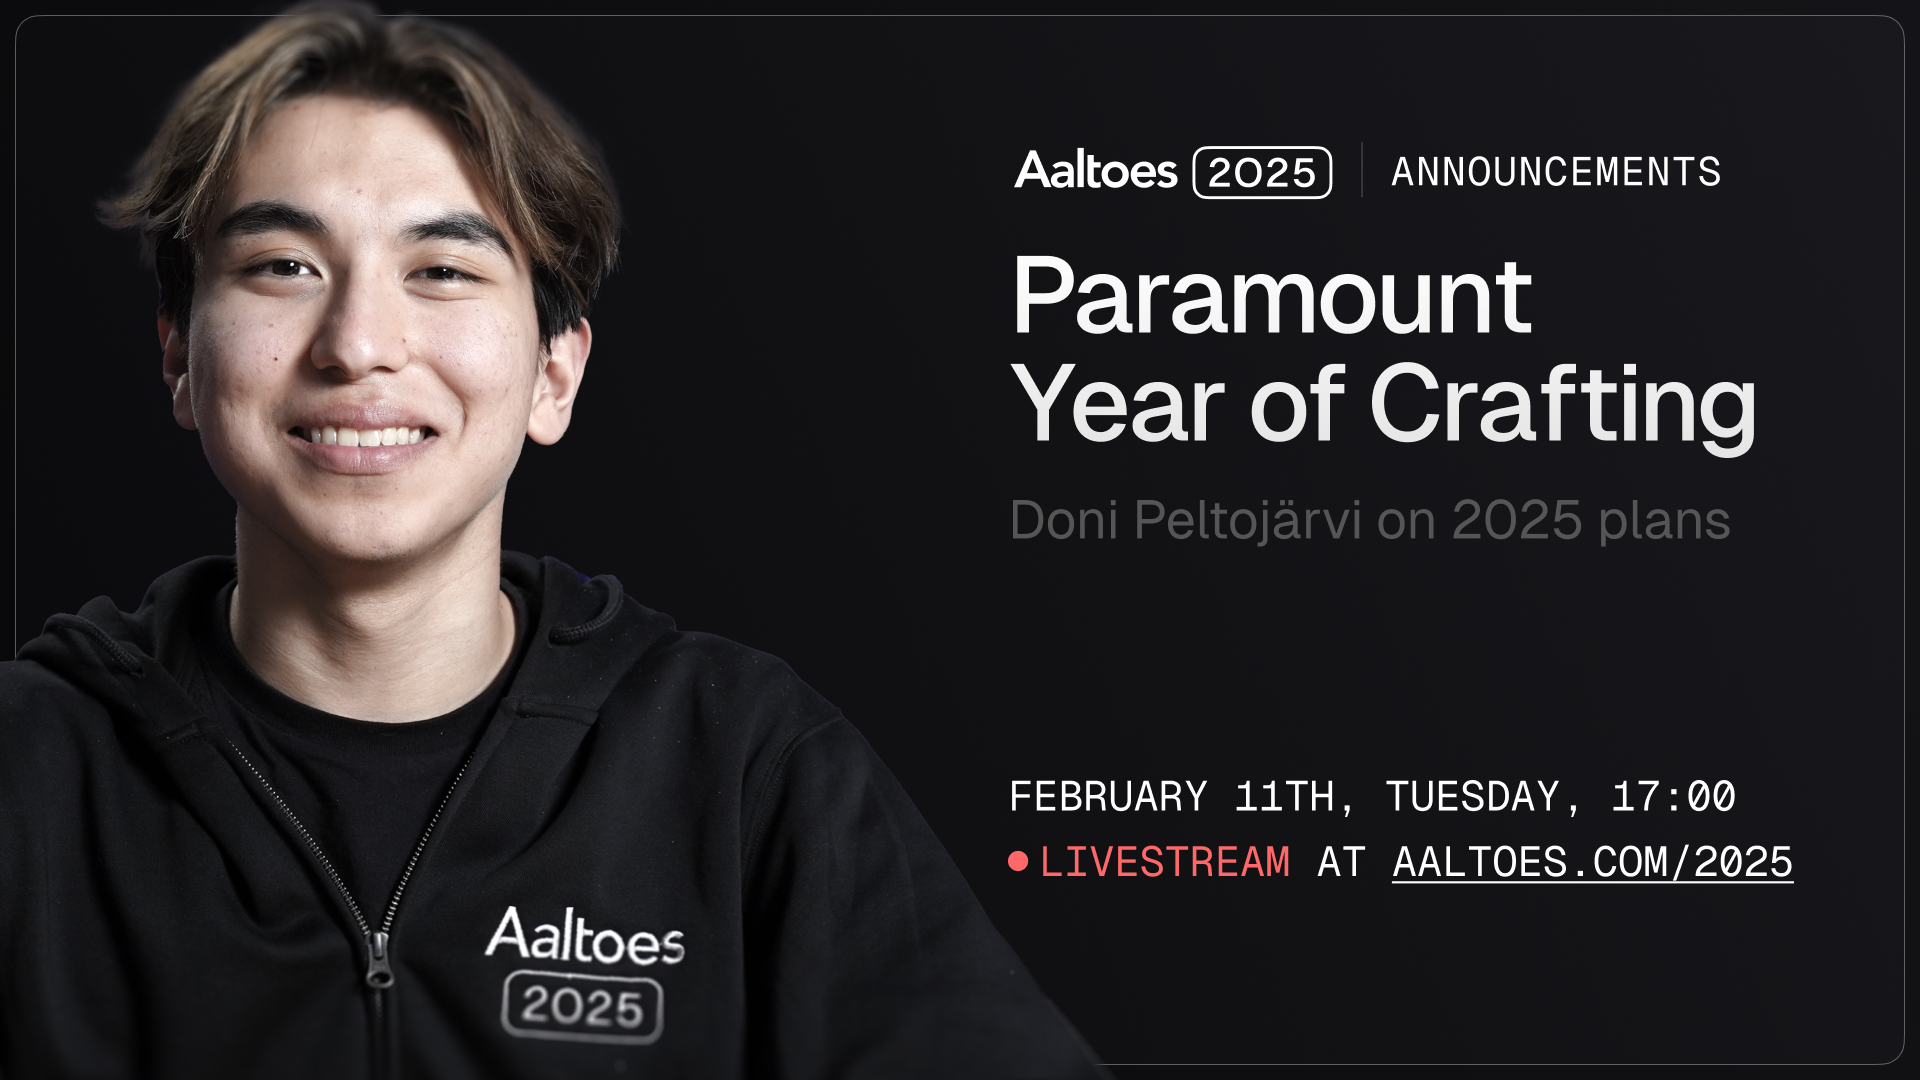 Aaltoes 2025 | ANNOUNCEMENTS
Paramount
Year of Crafting
Doni Peltojärvi on 2025 plans
FEBRUARY 11TH, TUESDAY, 17:00
LIVESTREAM AT AALTOES.COM/2025
Aaltoes
2025